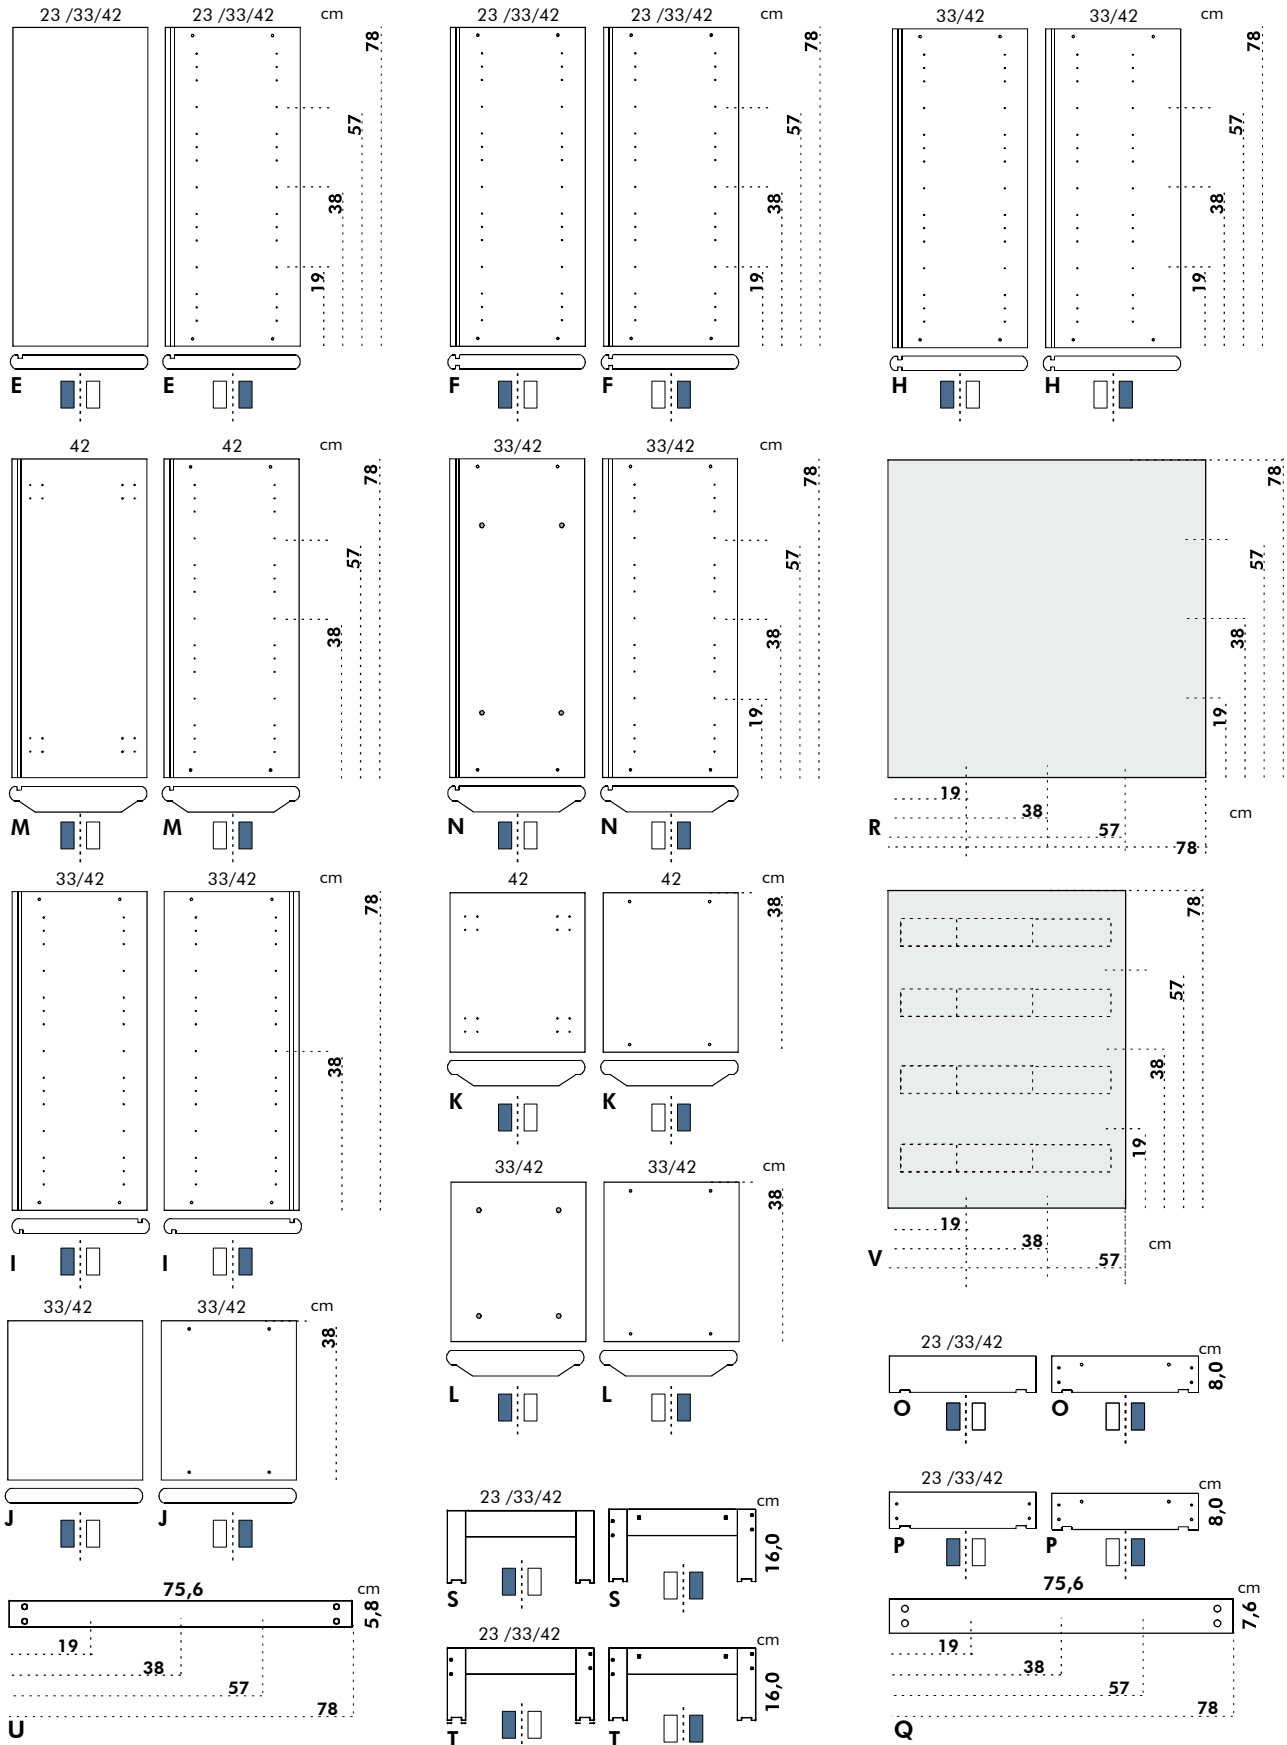 23 /33/42 23 /33/42 cm
78
57
38
19
E E
23 /33/42 23 /33/42 cm
78
57
38
19
F F
33/42 33/42 cm
78
57
38
19
H H
42 42 cm
78
57
38
M M
33/42 33/42 cm
78
57
38
19
N N
78
57
38
19
19
38
57
78
cm
R
33/42 33/42 cm
78
38
I I
42 42 cm
38
K K
33/42 33/42 cm
38
L L
78
57
38
19
19
38
57
cm
V
33/42 33/42 cm
38
J J
23 /33/42 cm
8,0
O O
23 /33/42 cm
8,0
P P
23 /33/42 cm
16,0
S S
23 /33/42 cm
16,0
T T
75,6 cm
5,8
19
38
57
78
U
75,6 cm
7,6
19
38
57
78
Q